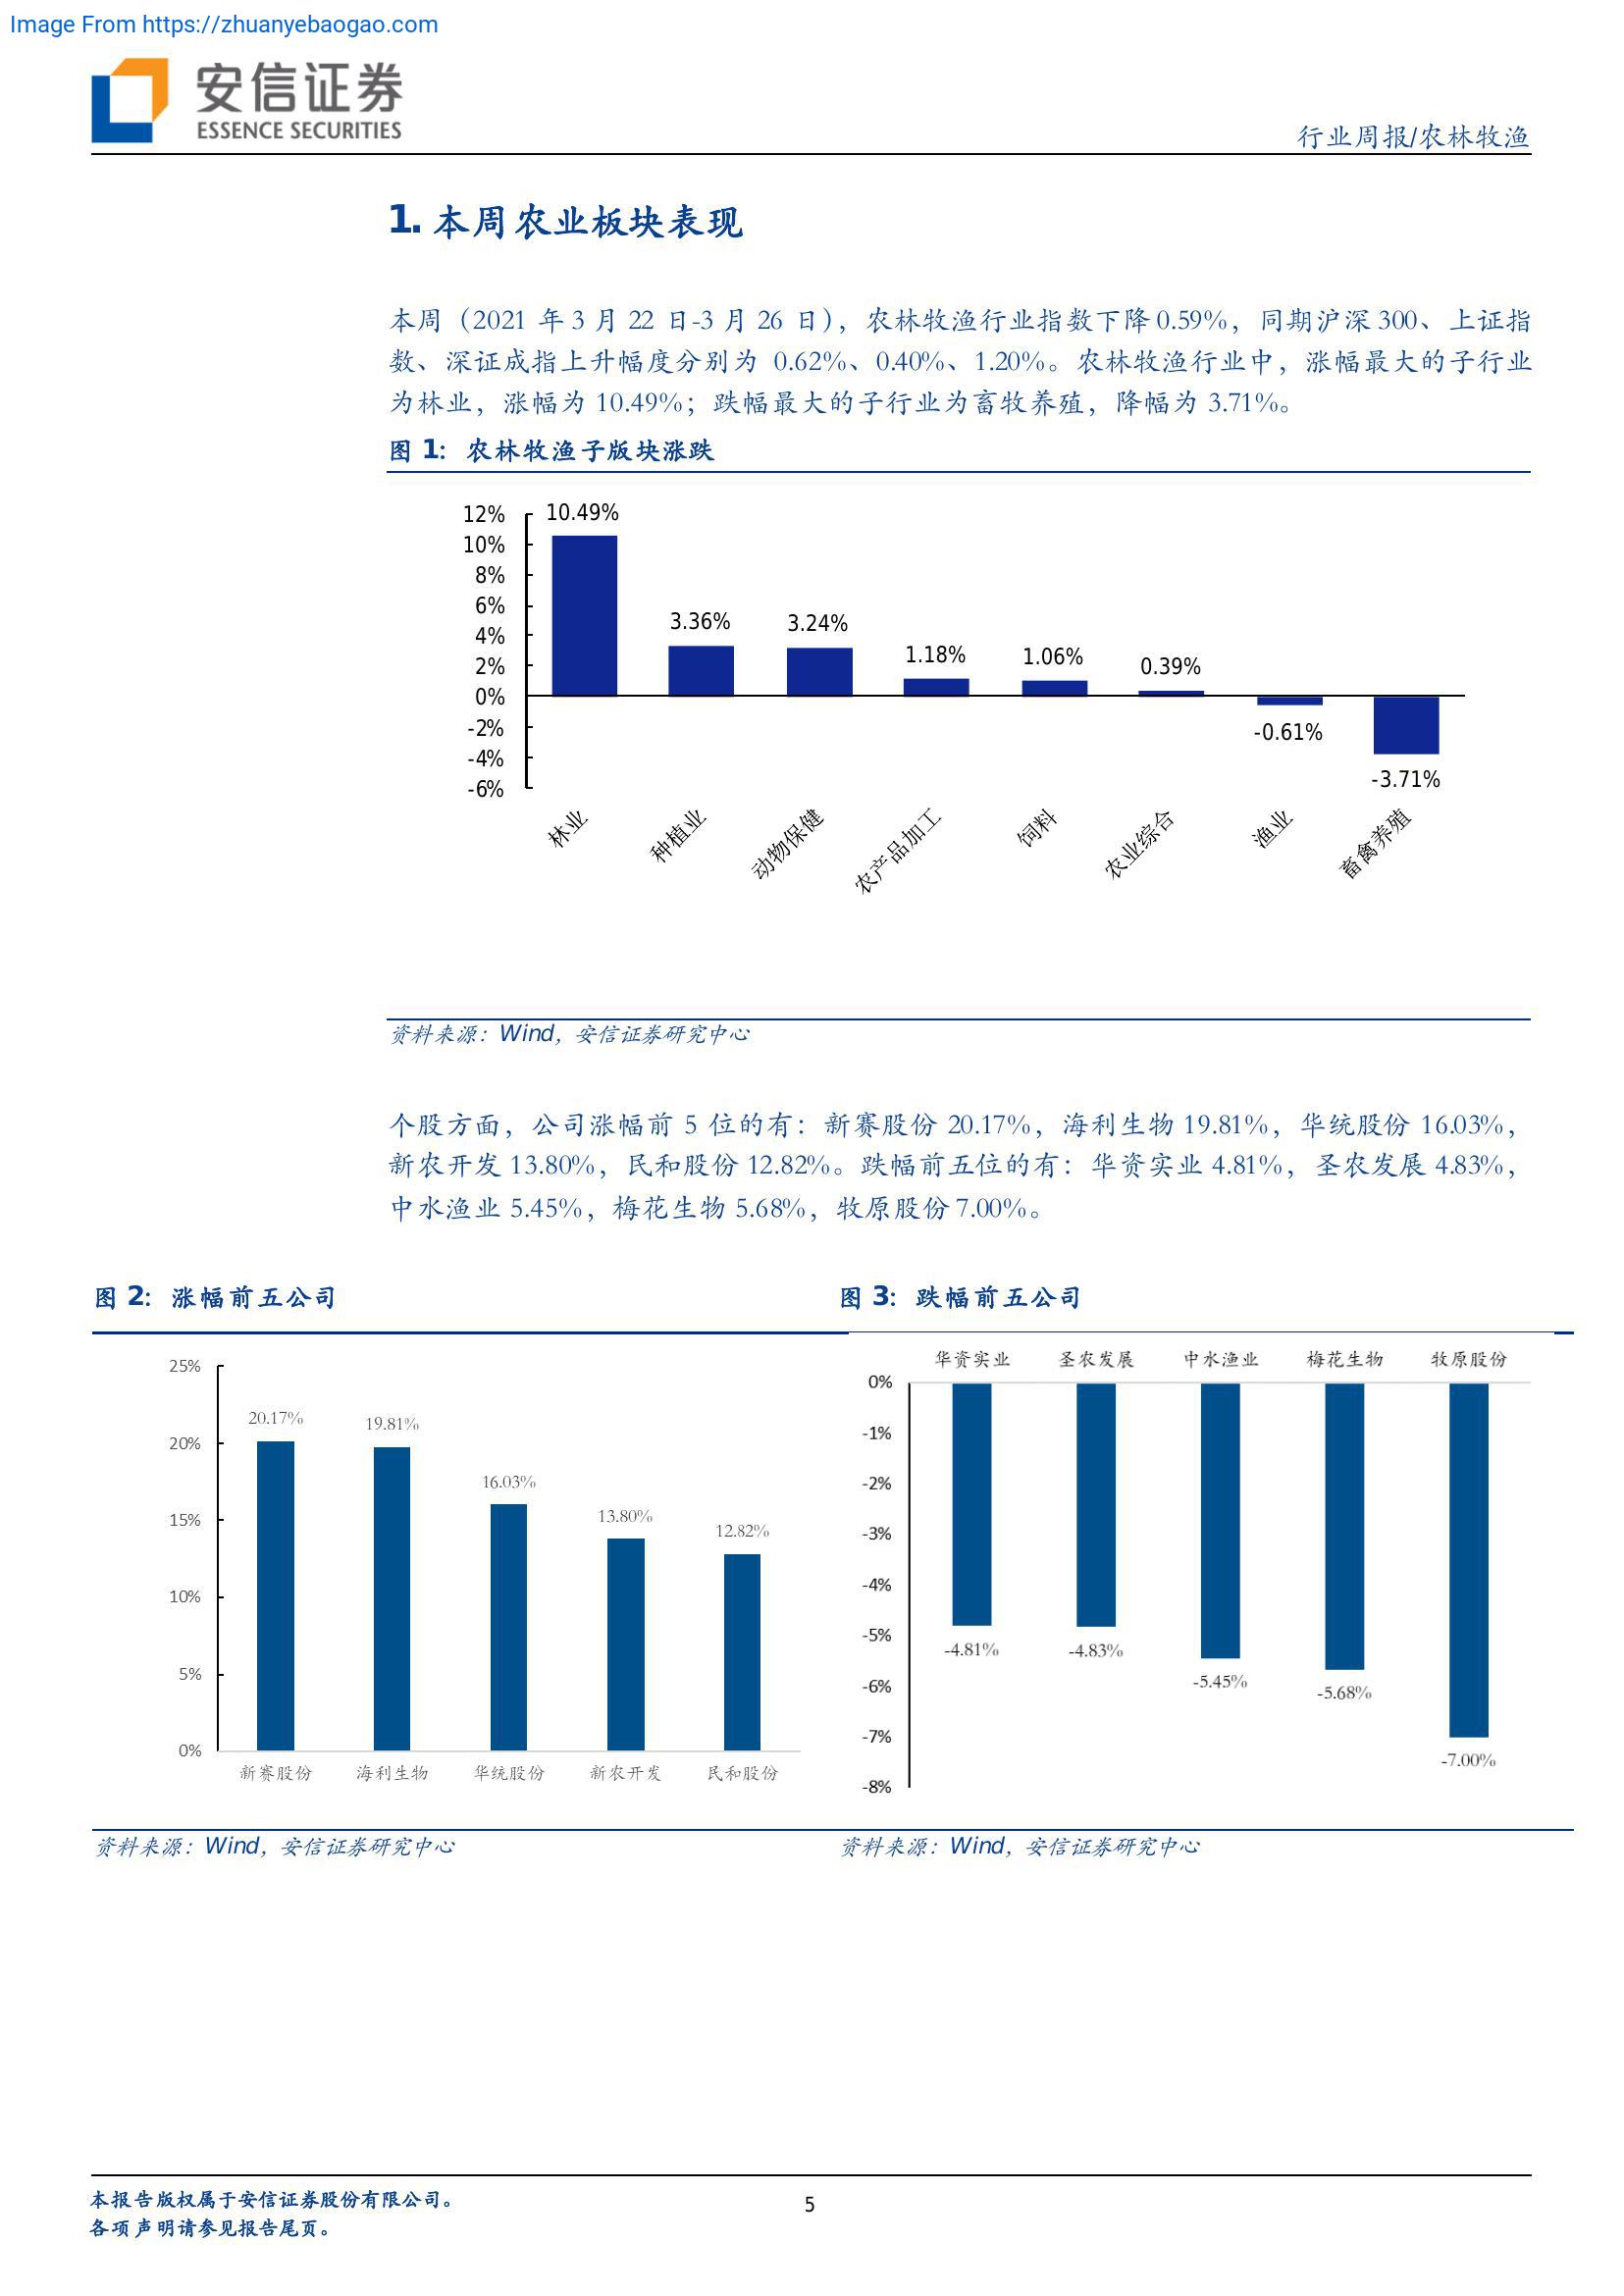 Image From https://zhuanyebaogao.com
安信证券
ESSENCE SECURITIES
行业周报/农林牧渔
1. 本周农业板块表现
本周（2021 年 3 月 22 日-3 月 26 日），农林牧渔行业指数下降 0.59%，同期沪深 300、上证指
数、深证成指上升幅度分别为 0.62%、0.40%、1.20%。农林牧渔行业中，涨幅最大的子行业
为林业，涨幅为 10.49%；跌幅最大的子行业为畜牧养殖，降幅为 3.71%。
图 1：农林牧渔子版块涨跌
12%
10%
8%
6%
4%
2%
0%
-2%
-4%
-6%
10.49%
3.36%
3.24%
1.18%
1.06%
0.39%
-0.61%
-3.71%
林业
种植业
动物保健
农产品加工
饲料
农业综合
渔业
畜禽养殖
资料来源：Wind，安信证券研究中心
个股方面，公司涨幅前 5 位的有：新赛股份 20.17%，海利生物 19.81%，华统股份 16.03%，
新农开发 13.80%，民和股份 12.82%。跌幅前五位的有：华资实业 4.81%，圣农发展 4.83%，
中水渔业 5.45%，梅花生物 5.68%，牧原股份 7.00%。
图 2：涨幅前五公司
25%
20%
15%
10%
5%
0%
20.17%
19.81%
16.03%
13.80%
12.82%
新赛股份
海利生物
华统股份
新农开发
民和股份
资料来源：Wind，安信证券研究中心
图 3：跌幅前五公司
华资实业
圣农发展
中水渔业
梅花生物
牧原股份
0%
-1%
-2%
-3%
-4%
-5%
-6%
-7%
-8%
-4.81%
-4.83%
-5.45%
-5.68%
-7.00%
资料来源：Wind，安信证券研究中心
本报告版权属于安信证券股份有限公司。
各项声明请参见报告尾页。
5